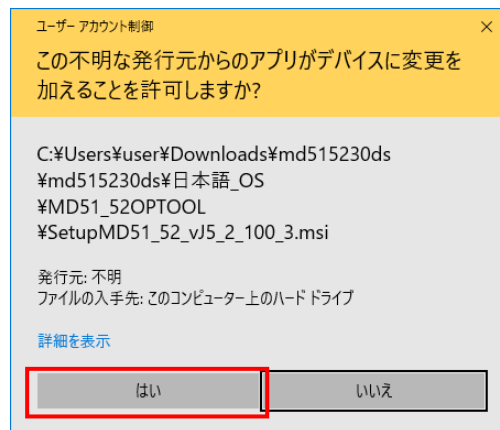 ユーザー アカウント制御
この不明な発行元からのアプリがデバイスに変更を
加えることを許可しますか?
C:¥Users¥user¥Downloads¥md515230ds
¥md515230ds¥日本語_OS
¥MD51_52OPTOOL
¥SetupMD51_52_vJ5_2_100_3.msi
発行元: 不明
ファイルの入手先: このコンピューター上のハード ドライブ
詳細を表示
はい
いいえ